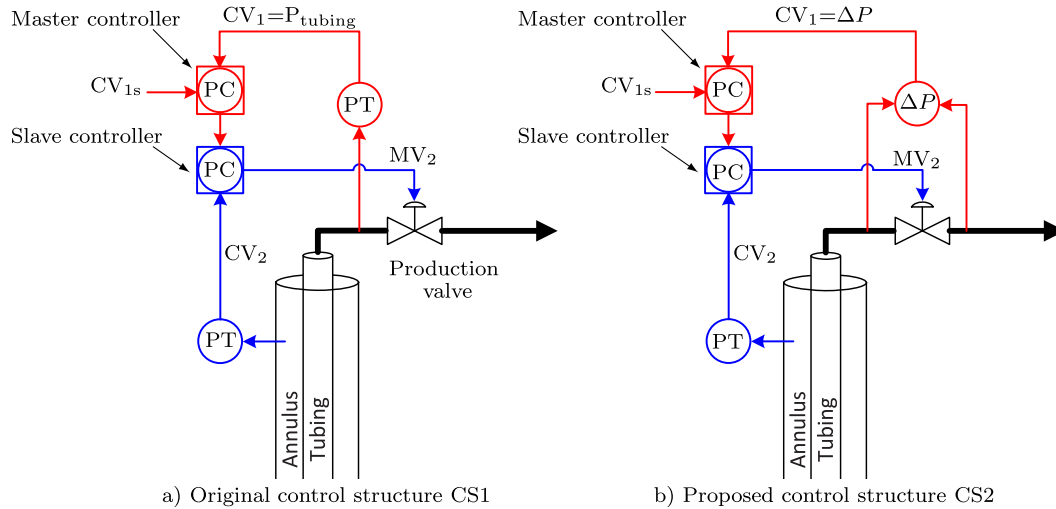 Master controller
CV1=Ptubing
PC
CV1s
PT
Slave controller
PC
MV2
CV2
Production
valve
PT
Annulus
Tubing
a) Original control structure CS1
Master controller
CV1=ΔP
PC
CV1s
ΔP
Slave controller
PC
MV2
CV2
PT
Annulus
Tubing
b) Proposed control structure CS2